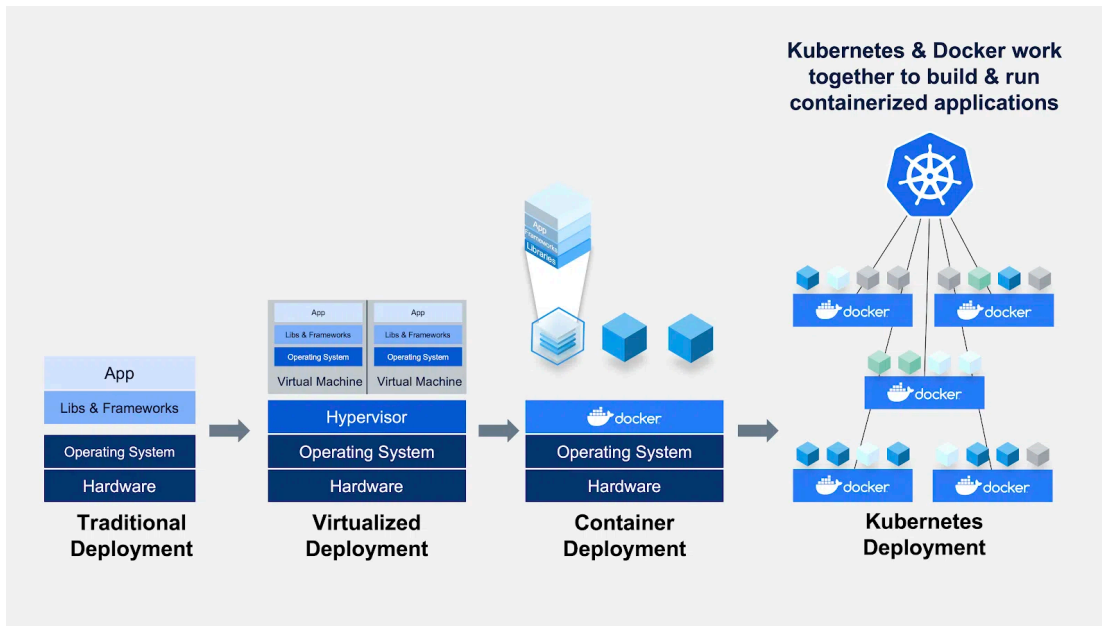 Kubernetes & Docker work
together to build & run
containerized applications
App
Frameworks
Libraries
App
Libs & Frameworks
Operating System
Virtual Machine
App
Libs & Frameworks
Operating System
Virtual Machine
App
Libs & Frameworks
Operating System
Hardware
Hypervisor
Operating System
Hardware
docker
Operating System
Hardware
docker
docker
docker
docker
docker
Traditional
Deployment
Virtualized
Deployment
Container
Deployment
Kubernetes
Deployment